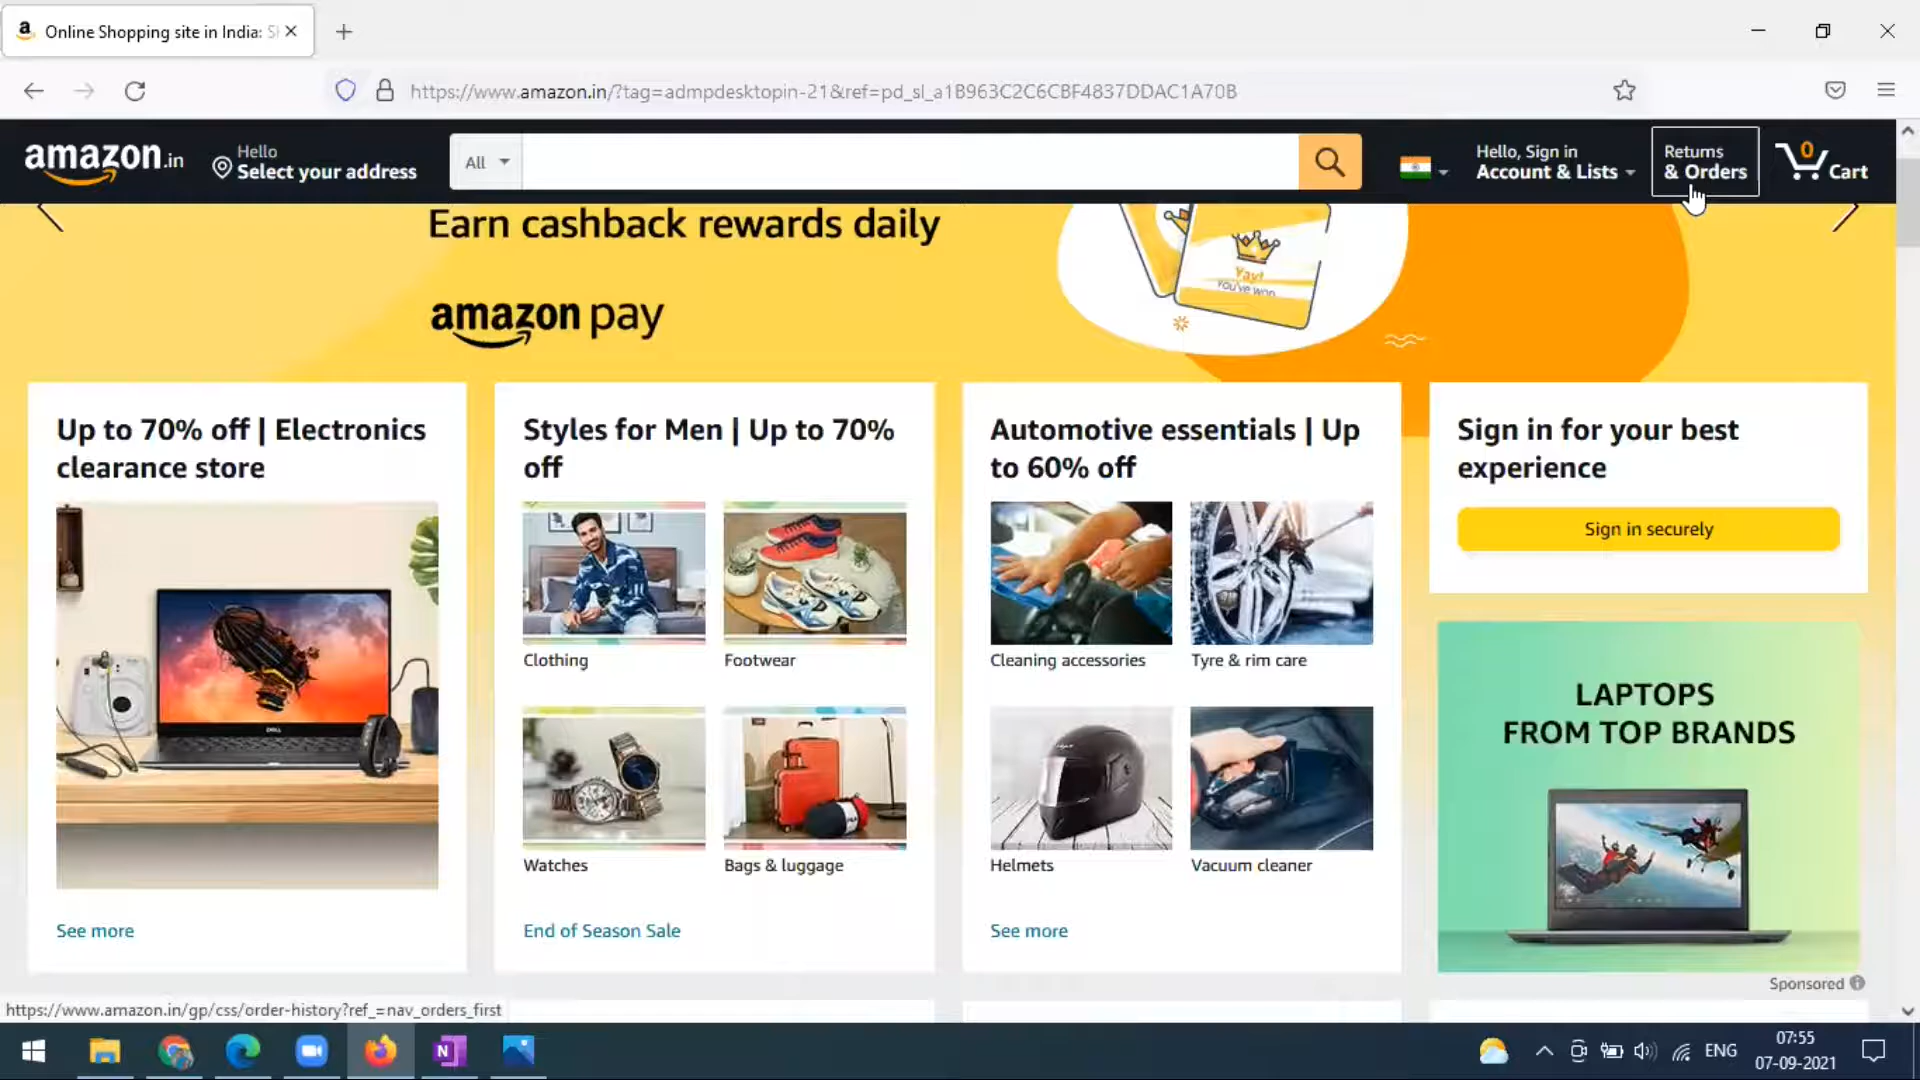 Online Shopping site in India: S
https://www.amazon.in/?tag=admpdesktopin-21&ref=pd_sl_a1B963C2C6CBF4837DDAC1A70B
amazon.in
Hello
Select your address
All
Hello, Sign in
Account & Lists
Returns
& Orders
0
Cart
Earn cashback rewards daily
amazon pay
Yay!
You've won
Up to 70% off | Electronics
clearance store
See more
Styles for Men | Up to 70%
off
Clothing
Footwear
Watches
Bags & luggage
End of Season Sale
Automotive essentials | Up
to 60% off
Cleaning accessories
Tyre & rim care
Helmets
Vacuum cleaner
See more
Sign in for your best
experience
Sign in securely
LAPTOPS
FROM TOP BRANDS
Sponsored
https://www.amazon.in/gp/css/order-history?ref_=nav_orders_first
ENG
07:55
07-09-2021